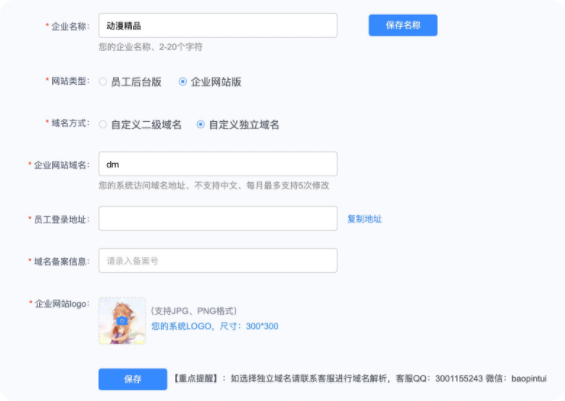 * 企业名称: 动漫精品 保存名称
您的企业名称、2-20个字符
* 网站类型: 员工后台版 企业网站版
* 域名方式: 自定义二级域名 自定义独立域名
* 企业网站域名: dm
您的系统访问域名地址、不支持中文、每月最多支持5次修改
* 员工登录地址: 复制地址
* 域名备案信息: 请录入备案号
* 企业网站logo: (支持JPG、PNG格式)
您的系统LOGO，尺寸：300*300
保存 【重点提醒】：如选择独立域名请联系客服进行域名解析，客服QQ：3001155243 微信：baopintui